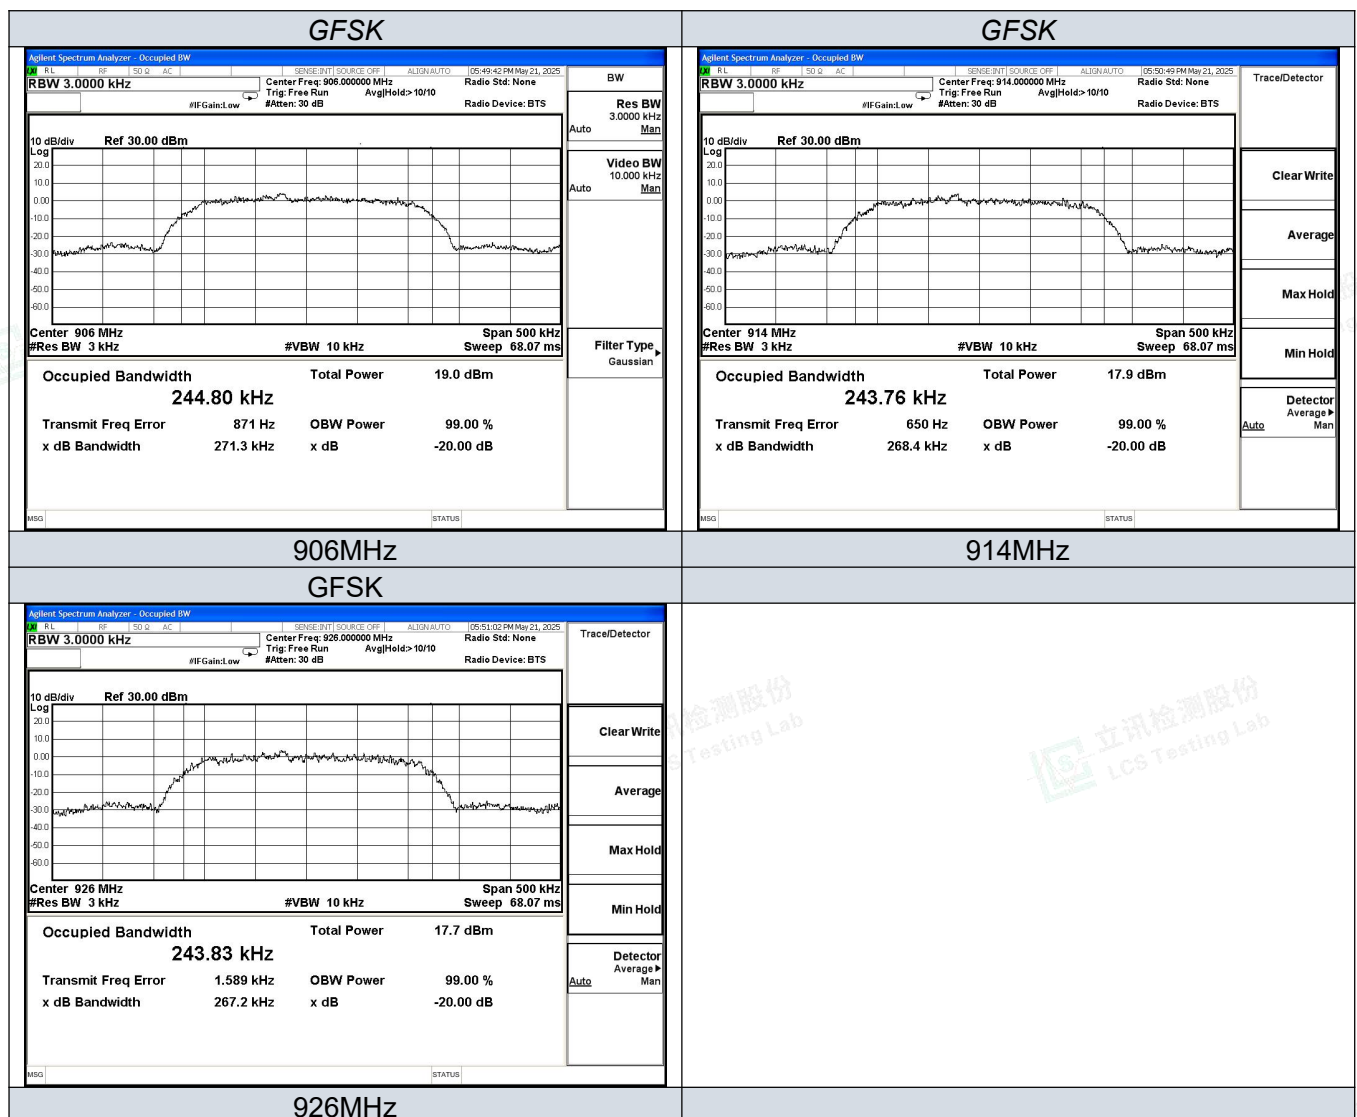 GFSK
GFSK
Agilent Spectrum Analyzer - Occupied BW
LXI RL RF 50 Ω AC SENSE:INT SOURCE OFF ALIGNAUTO 05:49:42 PM May 21, 2025
RBW 3.0000 kHz
Center Freq: 906.000000 MHz Radio Std: None
Trig: Free Run Avg|Hold:> 10/10
#IFGain:Low #Atten: 30 dB Radio Device: BTS
10 dB/div Ref 30.00 dBm
Log
20.0
10.0
0.00
-10.0
-20.0
-30.0
-40.0
-50.0
-60.0
Center 906 MHz Span 500 kHz
#Res BW 3 kHz #VBW 10 kHz Sweep 68.07 ms
Occupied Bandwidth Total Power 19.0 dBm
244.80 kHz
Transmit Freq Error 871 Hz OBW Power 99.00 %
x dB Bandwidth 271.3 kHz x dB -20.00 dB
MSG STATUS
BW
Res BW
3.0000 kHz
Auto Man
Video BW
10.000 kHz
Auto Man
Filter Type
Gaussian
Agilent Spectrum Analyzer - Occupied BW
RL RF 50 Ω AC SENSE:INT SOURCE OFF ALIGNAUTO 05:50:49 PM May 21, 2025
RBW 3.0000 kHz
Center Freq: 914.000000 MHz Radio Std: None
Trig: Free Run Avg|Hold:> 10/10
#IFGain:Low #Atten: 30 dB Radio Device: BTS
10 dB/div Ref 30.00 dBm
Log
20.0
10.0
0.00
-10.0
-20.0
-30.0
-40.0
-50.0
-60.0
Center 914 MHz Span 500 kHz
#Res BW 3 kHz #VBW 10 kHz Sweep 68.07 ms
Occupied Bandwidth Total Power 17.9 dBm
243.76 kHz
Transmit Freq Error 650 Hz OBW Power 99.00 %
x dB Bandwidth 268.4 kHz x dB -20.00 dB
MSG STATUS
Trace/Detector
Clear Write
Average
Max Hold
Min Hold
Detector
Average
Auto Man
906MHz
914MHz
GFSK
Agilent Spectrum Analyzer - Occupied BW
LXI RL RF 50 Ω AC SENSE:INT SOURCE OFF ALIGNAUTO 05:51:02 PM May 21, 2025
RBW 3.0000 kHz
Center Freq: 926.000000 MHz Radio Std: None
Trig: Free Run Avg|Hold:> 10/10
#IFGain:Low #Atten: 30 dB Radio Device: BTS
10 dB/div Ref 30.00 dBm
Log
20.0
10.0
0.00
-10.0
-20.0
-30.0
-40.0
-50.0
-60.0
Center 926 MHz Span 500 kHz
#Res BW 3 kHz #VBW 10 kHz Sweep 68.07 ms
Occupied Bandwidth Total Power 17.7 dBm
243.83 kHz
Transmit Freq Error 1.589 kHz OBW Power 99.00 %
x dB Bandwidth 267.2 kHz x dB -20.00 dB
MSG STATUS
Trace/Detector
Clear Write
Average
Max Hold
Min Hold
Detector
Average
Auto Man
检测股份
Testing Lab
立讯检测股份
LCS Testing Lab
926MHz